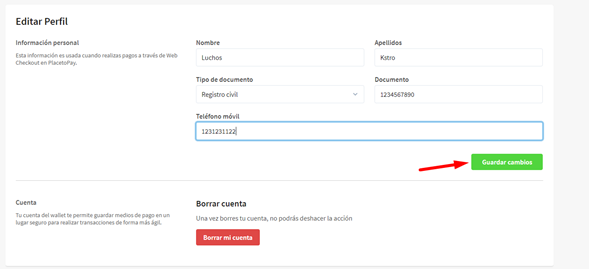 Editar Perfil
Información personal
Esta información es usada cuando realizas pagos a través de Web
Checkout en PlacetoPay.
Nombre
Apellidos
Luchos
Kstro
Tipo de documento
Documento
Registro civil
1234567890
Teléfono móvil
1231231122
Guardar cambios
Cuenta
Tu cuenta del wallet te permite guardar medios de pago en un
lugar seguro para realizar transacciones de forma más ágil.
Borrar cuenta
Una vez borres tu cuenta, no podrás deshacer la acción
Borrar mi cuenta